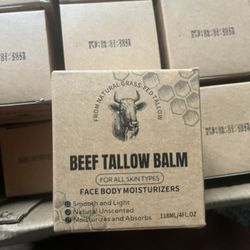 FROM NATURAL GRASS-FED TALLOW
BEEF TALLOW BALM
FOR ALL SKIN TYPES
FACE BODY MOISTURIZERS
Smooth and Light
Natural Unscented
Moisturizes and Absorbs
118ML/4FL.OZ